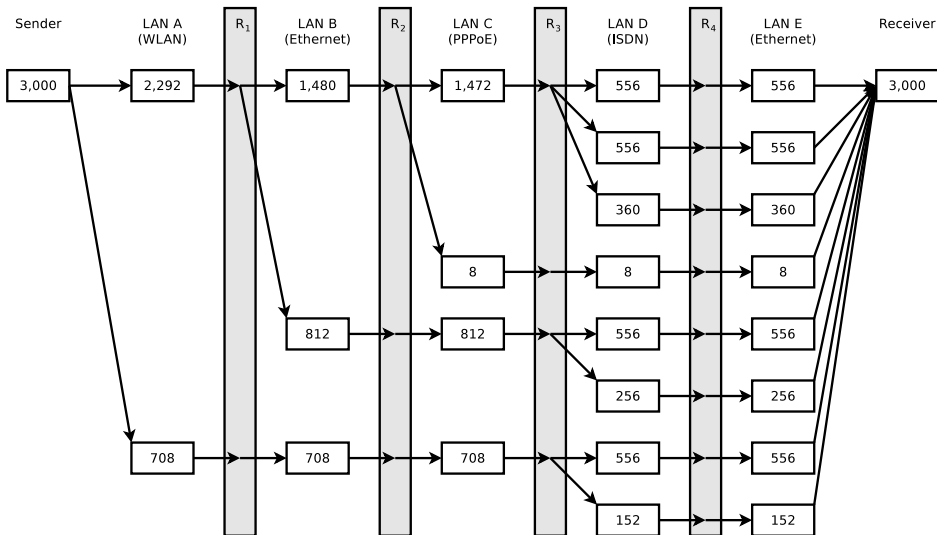 Sender LAN A R1 LAN B R2 LAN C R3 LAN D R4 LAN E Receiver
(WLAN) (Ethernet) (PPPoE) (ISDN) (Ethernet)
3,000 2,292 1,480 1,472 556 556 3,000
556 556
360 360
8 8 8
812 812 556 556
256 256
708 708 708 556 556
152 152